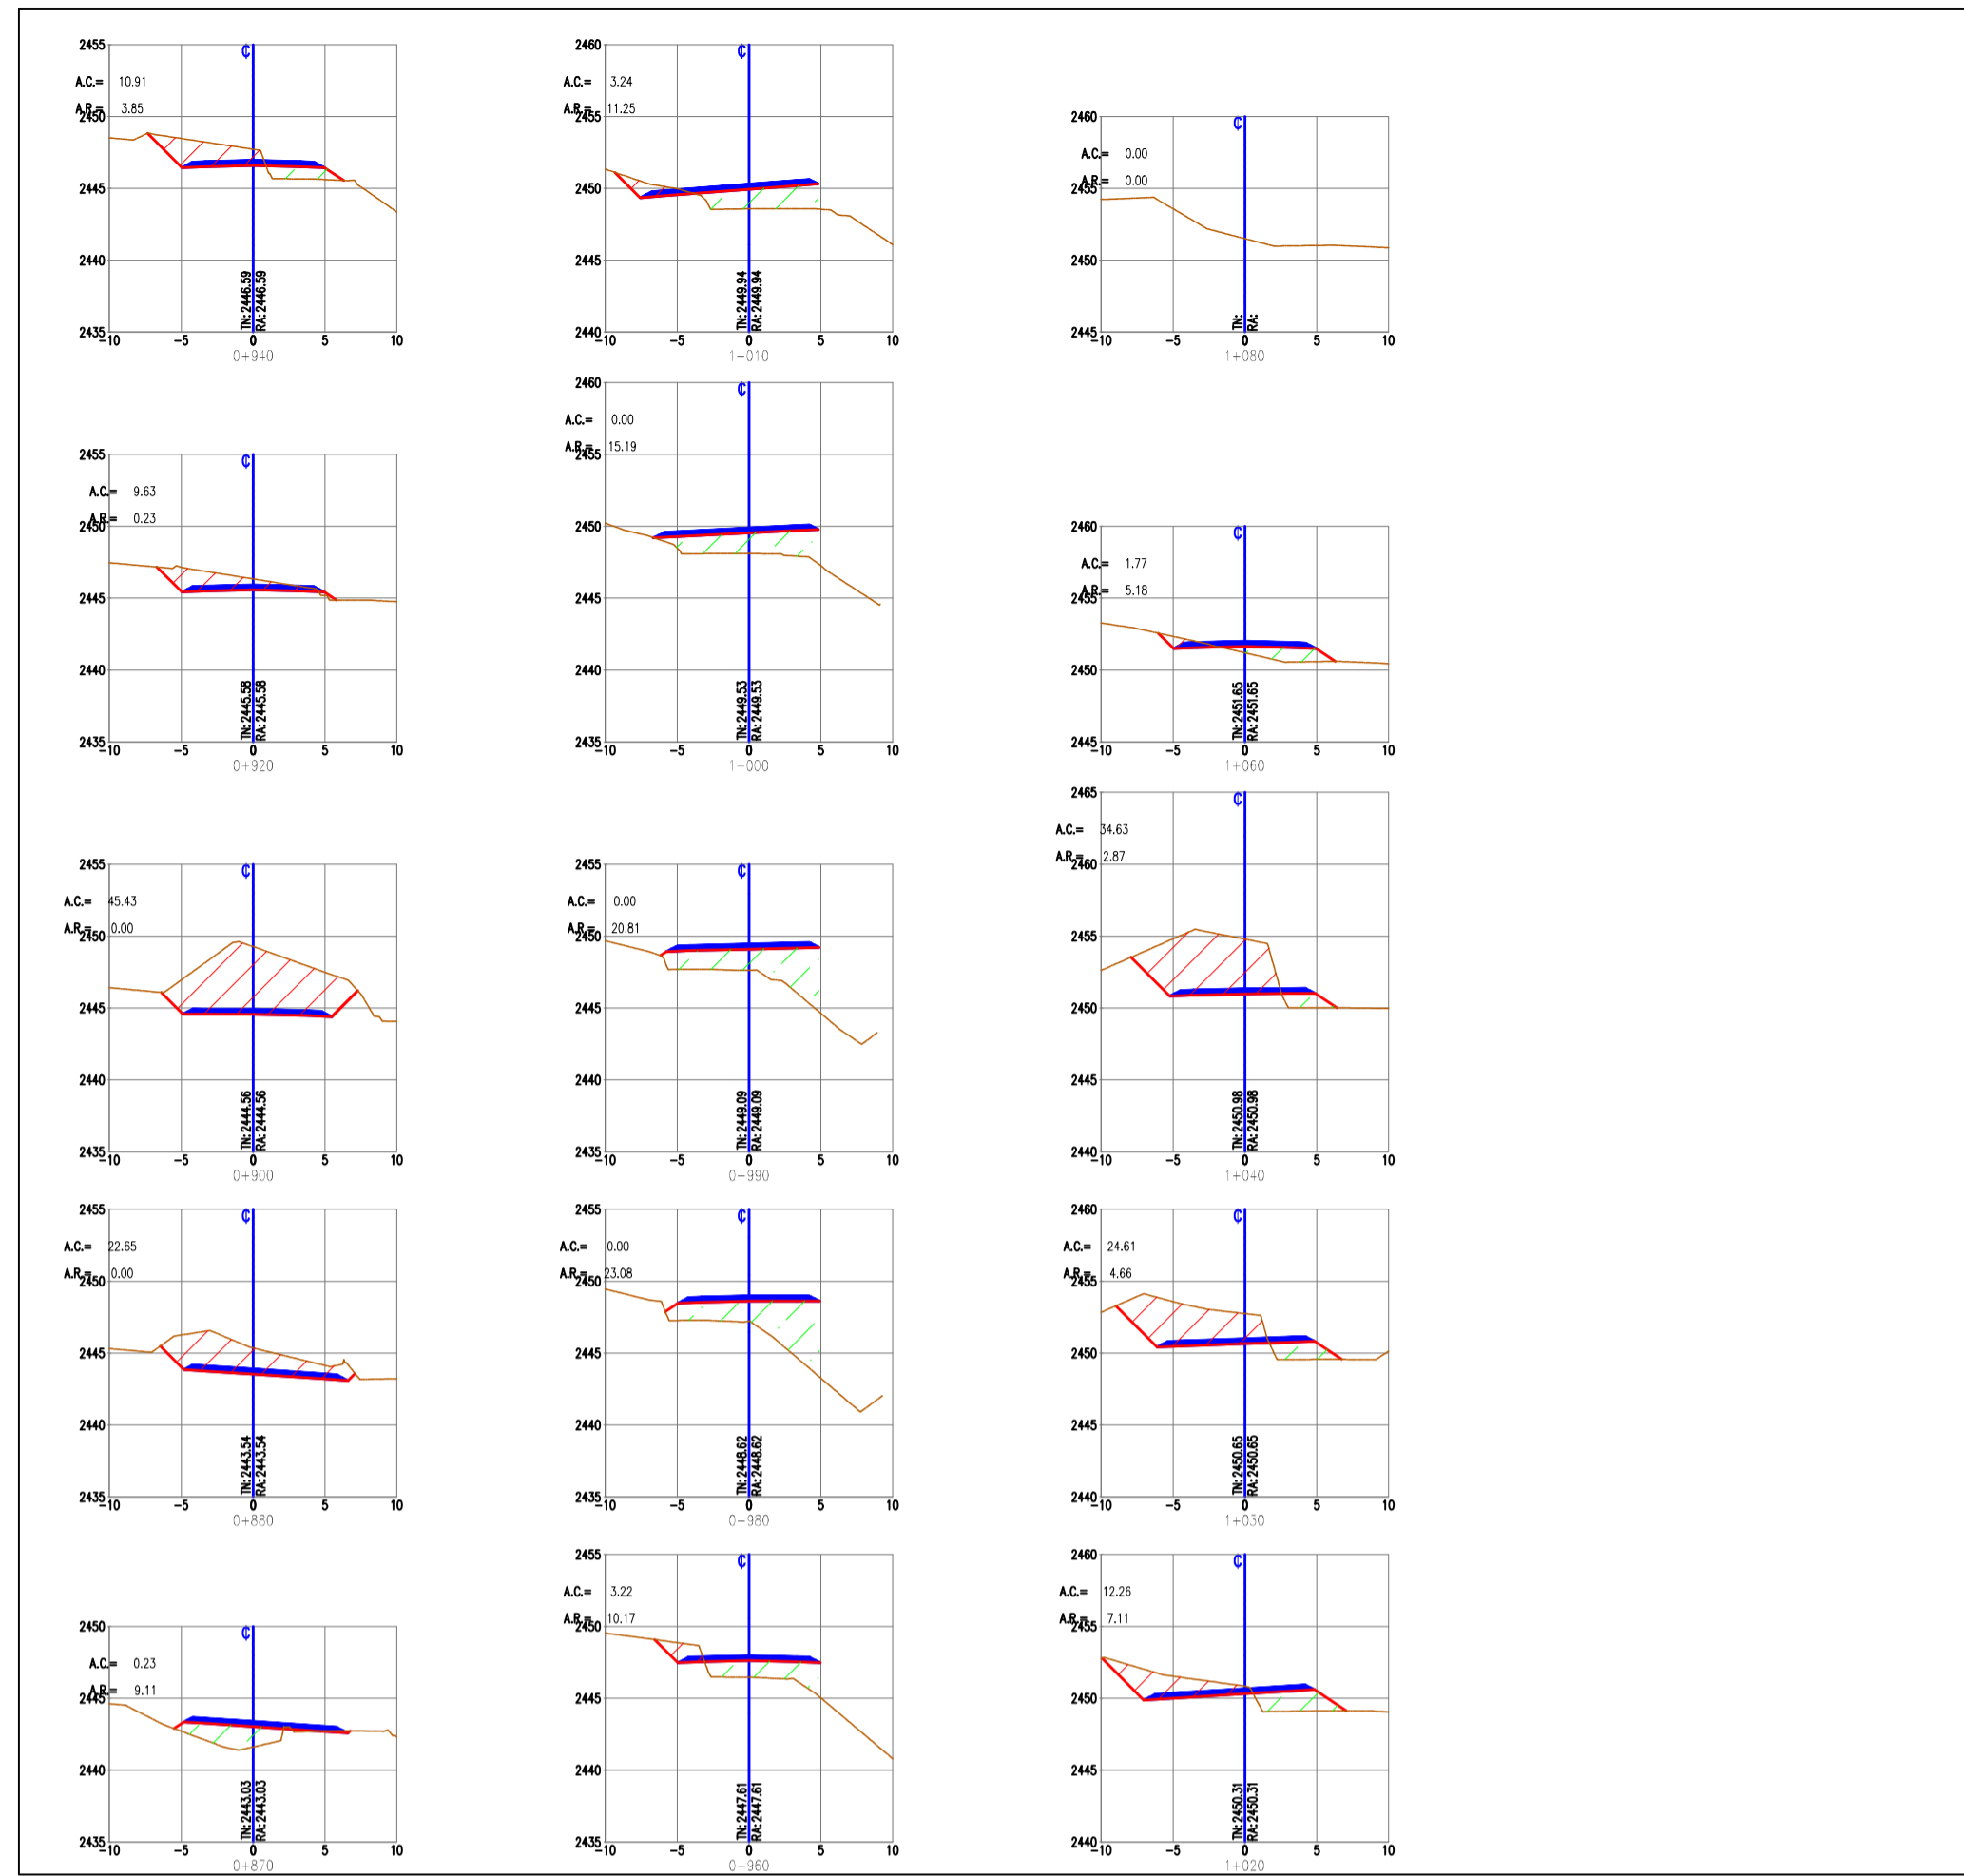 2455
℄
A.C.= 10.91
A.R.= 3.85
2450
2445
2440
TN:2446.59
RA:2446.59
2435
-10 -5 0 5 10
0+940
2460
℄
A.C.= 3.24
A.R.= 11.25
2455
2450
2445
TN:2449.94
RA:2449.94
2440
-10 -5 0 5 10
1+010
2460
℄
A.C.= 0.00
A.R.= 0.00
2455
2450
TN:
RA:
2445
-10 -5 0 5 10
1+080
2455
℄
A.C.= 9.63
A.R.= 0.23
2450
2445
2440
TN:2445.58
RA:2445.58
2435
-10 -5 0 5 10
0+920
2460
℄
A.C.= 0.00
A.R.= 15.19
2455
2450
2445
2440
TN:2449.53
RA:2449.53
2435
-10 -5 0 5 10
1+000
2460
℄
A.C.= 1.77
A.R.= 5.18
2455
2450
TN:2451.65
RA:2451.65
2445
-10 -5 0 5 10
1+060
2455
℄
A.C.= 45.43
A.R.= 0.00
2450
2445
2440
TN:2444.56
RA:2444.56
2435
-10 -5 0 5 10
0+900
2455
℄
A.C.= 0.00
A.R.= 20.81
2450
2445
2440
TN:2449.09
RA:2449.09
2435
-10 -5 0 5 10
0+990
2465
℄
A.C.= 34.63
A.R.= 2.87
2460
2455
2450
2445
TN:2450.98
RA:2450.98
2440
-10 -5 0 5 10
1+040
2455
℄
A.C.= 22.65
A.R.= 0.00
2450
2445
2440
TN:2443.54
RA:2443.54
2435
-10 -5 0 5 10
0+880
2455
℄
A.C.= 0.00
A.R.= 23.08
2450
2445
2440
TN:2448.62
RA:2448.62
2435
-10 -5 0 5 10
0+980
2460
℄
A.C.= 24.61
A.R.= 4.66
2455
2450
2445
TN:2450.65
RA:2450.65
2440
-10 -5 0 5 10
1+030
2450
℄
A.C.= 0.23
A.R.= 9.11
2445
2440
TN:2443.03
RA:2443.03
2435
-10 -5 0 5 10
0+870
2455
℄
A.C.= 3.22
A.R.= 10.17
2450
2445
2440
TN:2447.61
RA:2447.61
2435
-10 -5 0 5 10
0+960
2460
℄
A.C.= 12.26
A.R.= 7.11
2455
2450
2445
TN:2450.31
RA:2450.31
2440
-10 -5 0 5 10
1+020